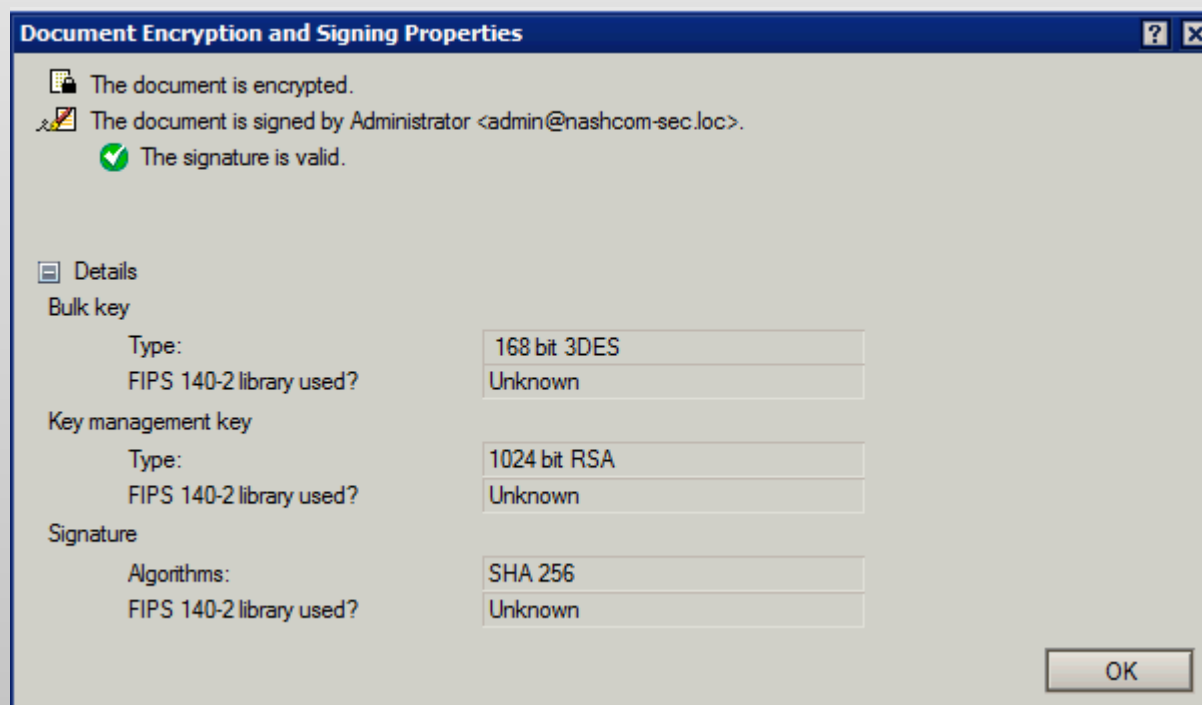 Document Encryption and Signing Properties
The document is encrypted.
The document is signed by Administrator <admin@nashcom-sec.loc>.
The signature is valid.
Details
Bulk key
Type: 168 bit 3DES
FIPS 140-2 library used? Unknown
Key management key
Type: 1024 bit RSA
FIPS 140-2 library used? Unknown
Signature
Algorithms: SHA 256
FIPS 140-2 library used? Unknown
OK